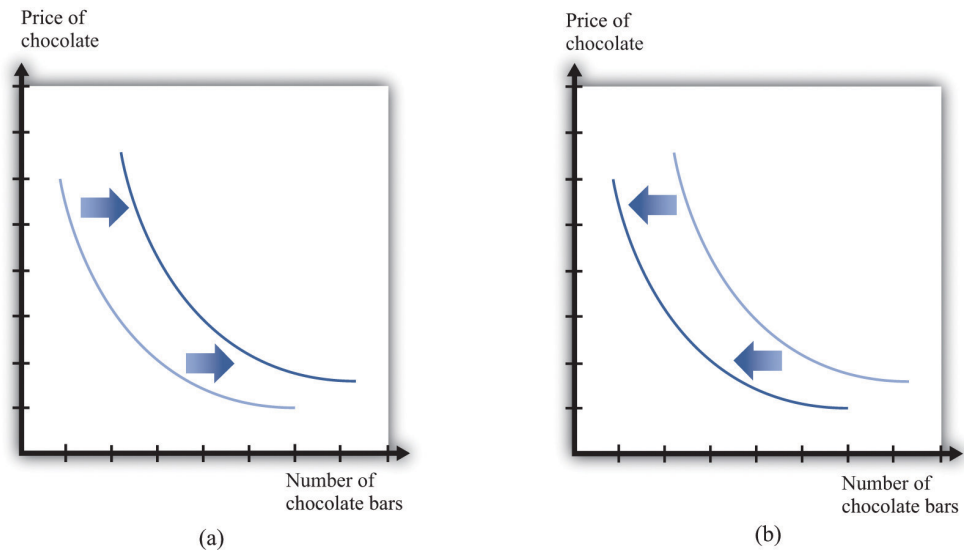 Price of
chocolate
Number of
chocolate bars
(a)
Price of
chocolate
Number of
chocolate bars
(b)